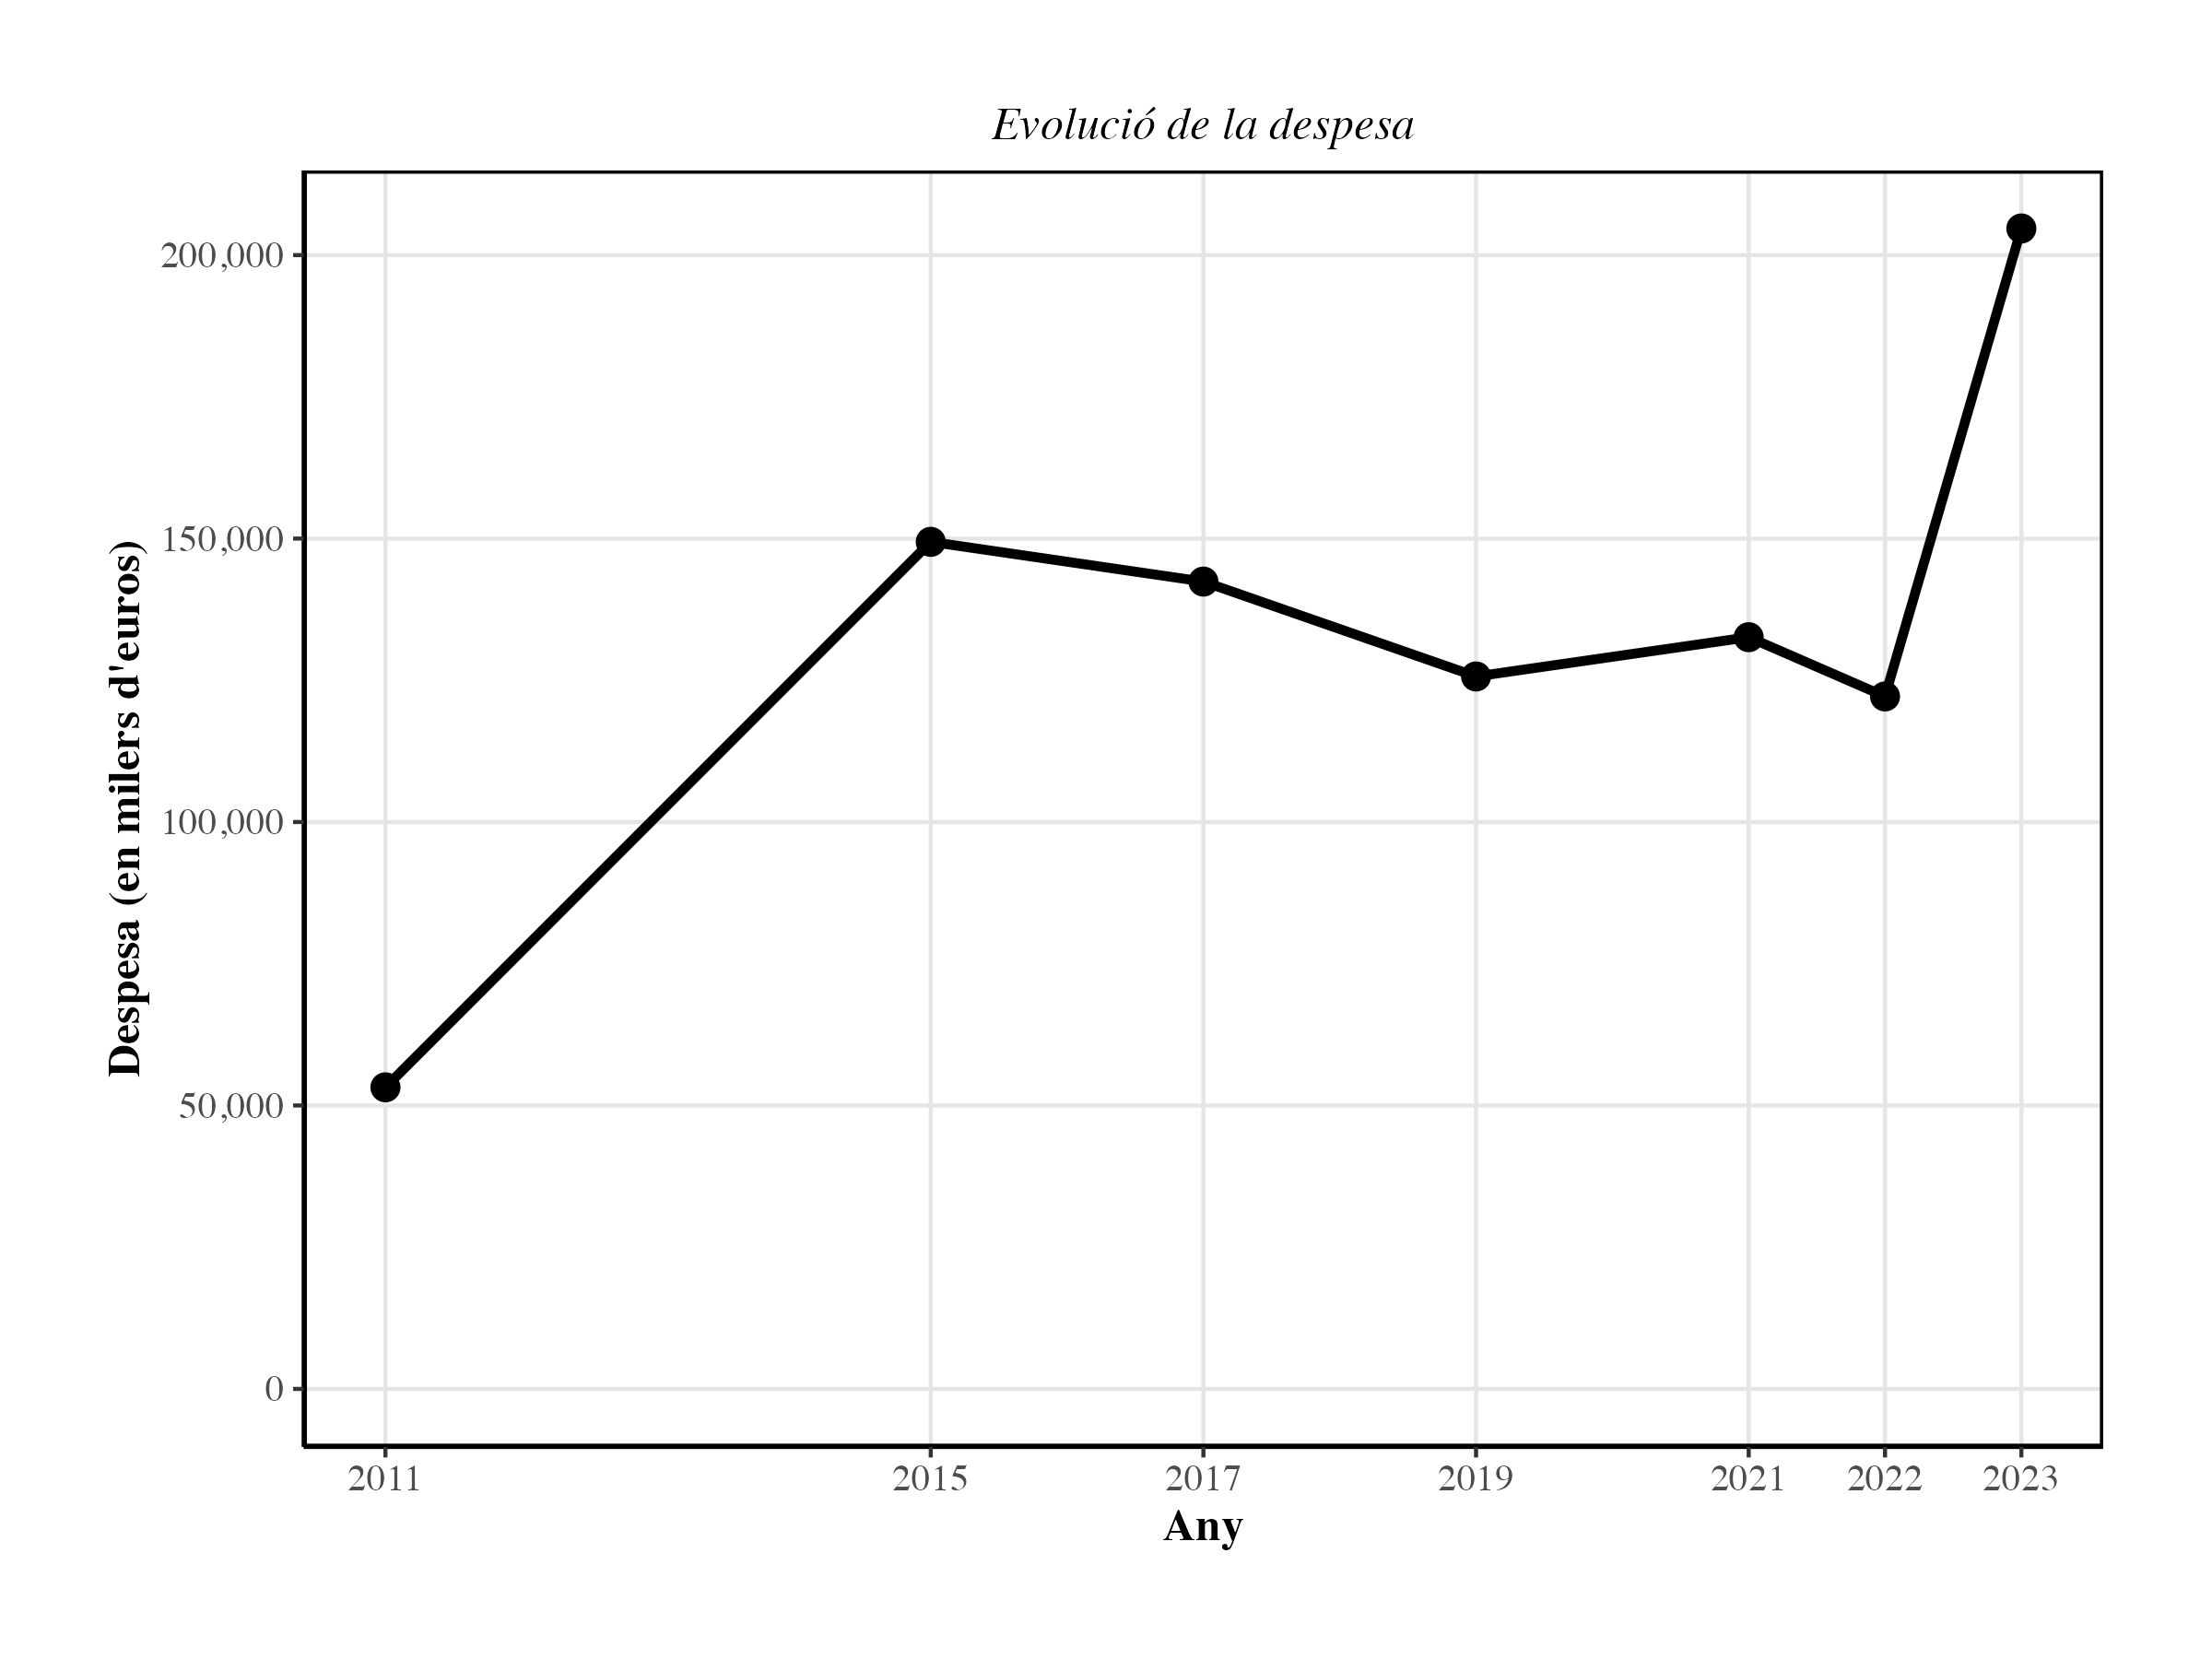 Evolució de la despesa
Despesa (en milers d'euros)
200,000
150,000
100,000
50,000
0
2011 2015 2017 2019 2021 2022 2023
Any